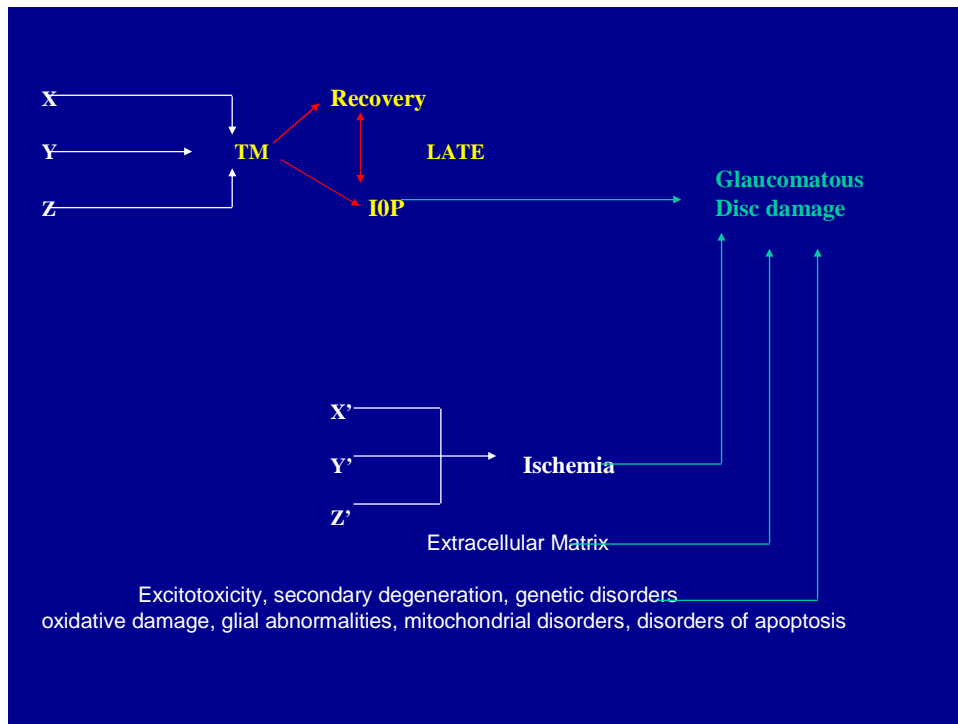 X
Recovery
Y
TM
LATE
Z
I0P
Glaucomatous
Disc damage
X’
Y’
Ischemia
Z’
Extracellular Matrix
Excitotoxicity, secondary degeneration, genetic disorders
oxidative damage, glial abnormalities, mitochondrial disorders, disorders of apoptosis